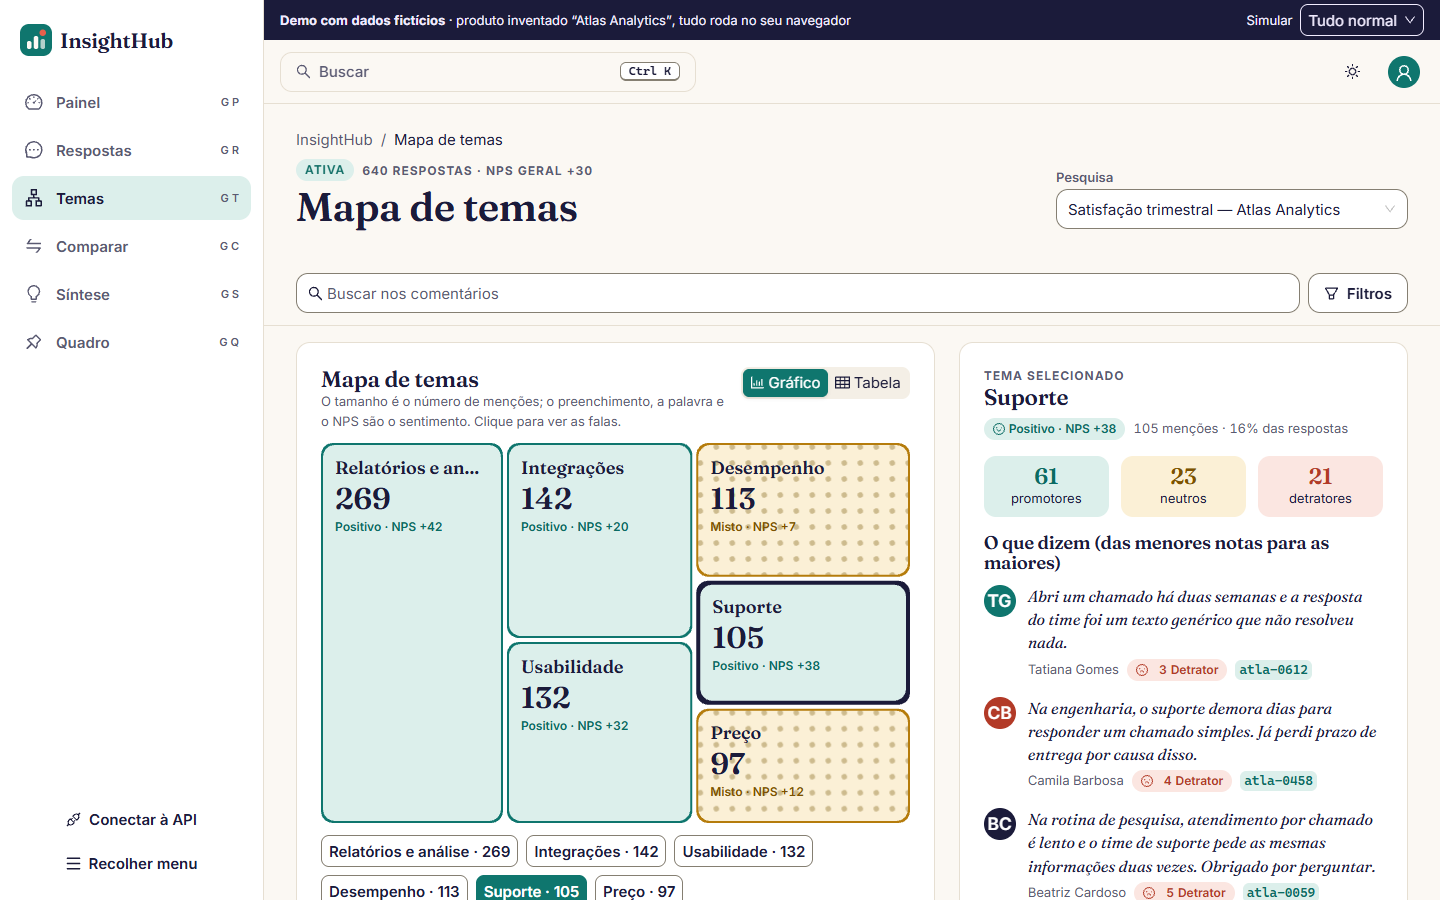 InsightHub
Painel
G P
Respostas
G R
Temas
G T
Comparar
G C
Síntese
G S
Quadro
G Q
Conectar à API
Recolher menu
Demo com dados fictícios · produto inventado “Atlas Analytics”, tudo roda no seu navegador
Simular
Tudo normal
Buscar
Ctrl K
InsightHub / Mapa de temas
ATIVA
640 RESPOSTAS · NPS GERAL +30
Mapa de temas
Pesquisa
Satisfação trimestral — Atlas Analytics
Buscar nos comentários
Filtros
Mapa de temas
O tamanho é o número de menções; o preenchimento, a palavra e
o NPS são o sentimento. Clique para ver as falas.
Gráfico
Tabela
Relatórios e an...
269
Positivo · NPS +42
Integrações
142
Positivo · NPS +20
Usabilidade
132
Positivo · NPS +32
Desempenho
113
Misto · NPS +7
Suporte
105
Positivo · NPS +38
Preço
97
Misto · NPS +12
Relatórios e análise · 269
Integrações · 142
Usabilidade · 132
Desempenho · 113
Suporte · 105
Preço · 97
TEMA SELECIONADO
Suporte
Positivo · NPS +38
105 menções · 16% das respostas
61
promotores
23
neutros
21
detratores
O que dizem (das menores notas para as
maiores)
TG
Abri um chamado há duas semanas e a resposta
do time foi um texto genérico que não resolveu
nada.
Tatiana Gomes
3 Detrator
atla-0612
CB
Na engenharia, o suporte demora dias para
responder um chamado simples. Já perdi prazo de
entrega por causa disso.
Camila Barbosa
4 Detrator
atla-0458
BC
Na rotina de pesquisa, atendimento por chamado
é lento e o time de suporte pede as mesmas
informações duas vezes. Obrigado por perguntar.
Beatriz Cardoso
5 Detrator
atla-0059